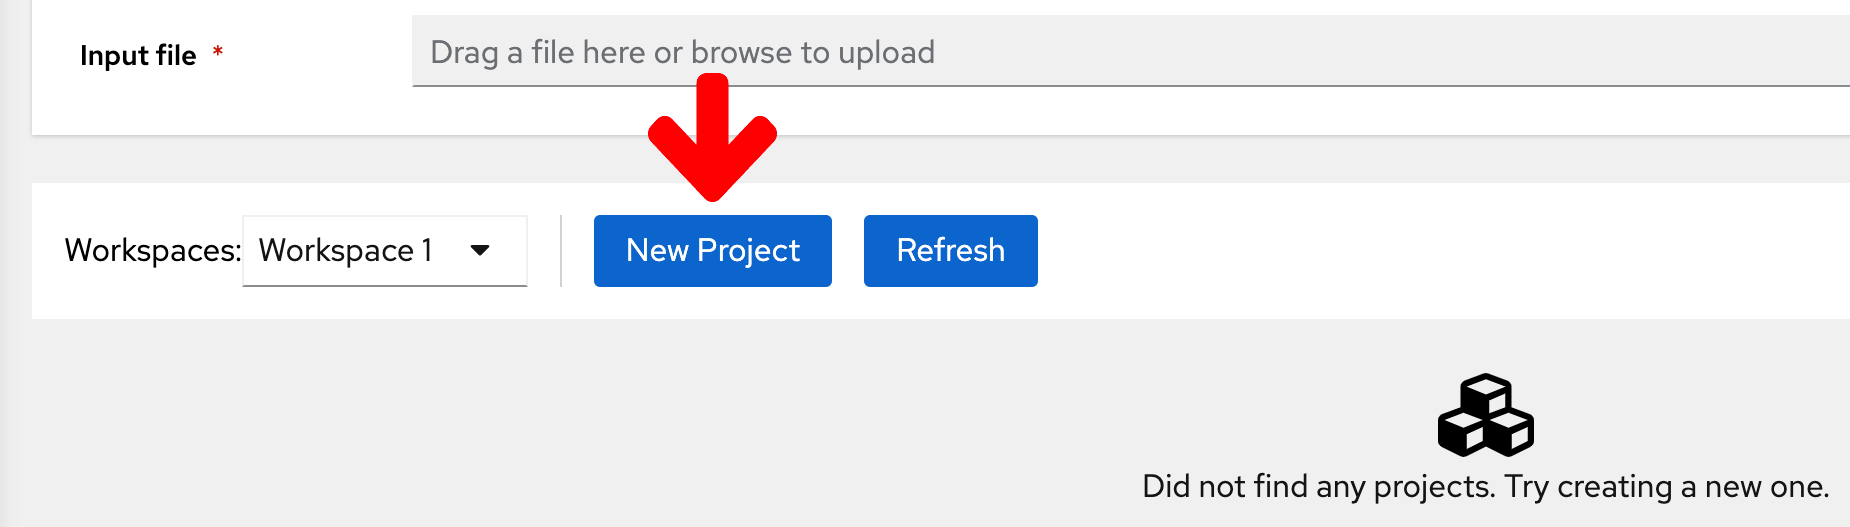 Input file *
Drag a file here or browse to upload
Workspaces: Workspace 1
New Project
Refresh
Did not find any projects. Try creating a new one.